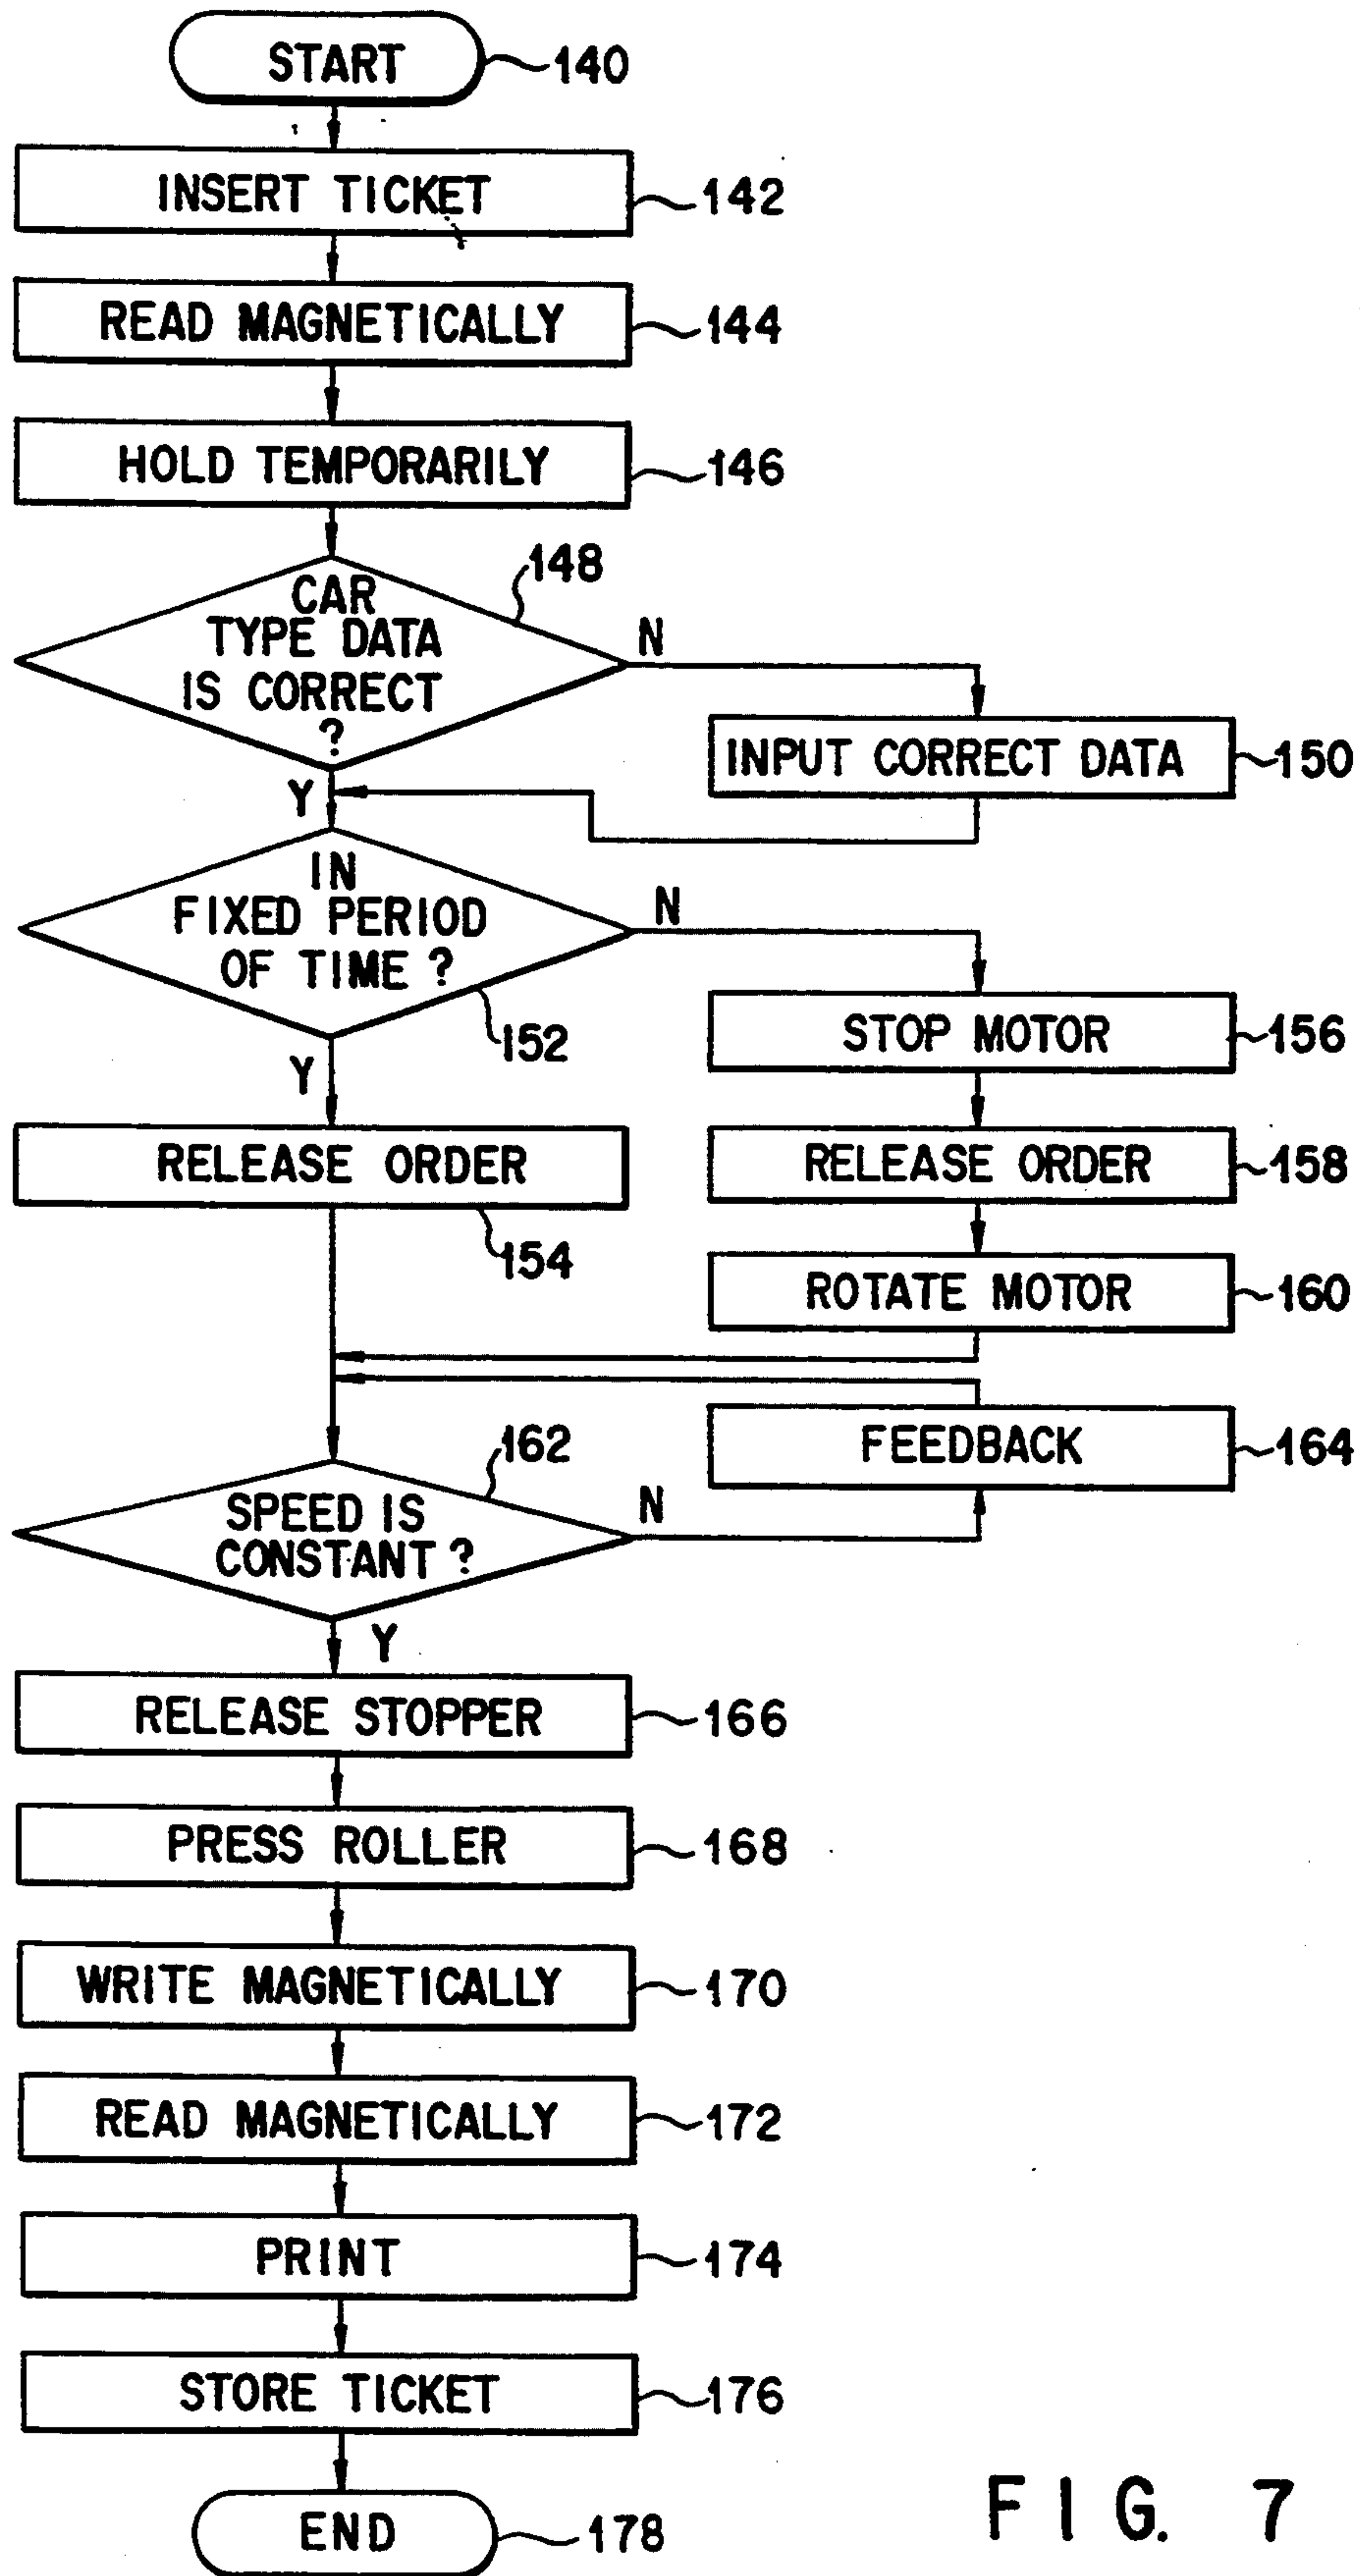 START
140
INSERT TICKET
142
READ MAGNETICALLY
144
HOLD TEMPORARILY
146
CAR
TYPE DATA
IS CORRECT
?
148
N
INPUT CORRECT DATA
150
Y
IN
FIXED PERIOD
OF TIME ?
152
N
STOP MOTOR
156
Y
RELEASE ORDER
154
RELEASE ORDER
158
ROTATE MOTOR
160
FEEDBACK
164
162
SPEED IS
CONSTANT ?
N
Y
RELEASE STOPPER
166
PRESS ROLLER
168
WRITE MAGNETICALLY
170
READ MAGNETICALLY
172
PRINT
174
STORE TICKET
176
END
178
FIG. 7